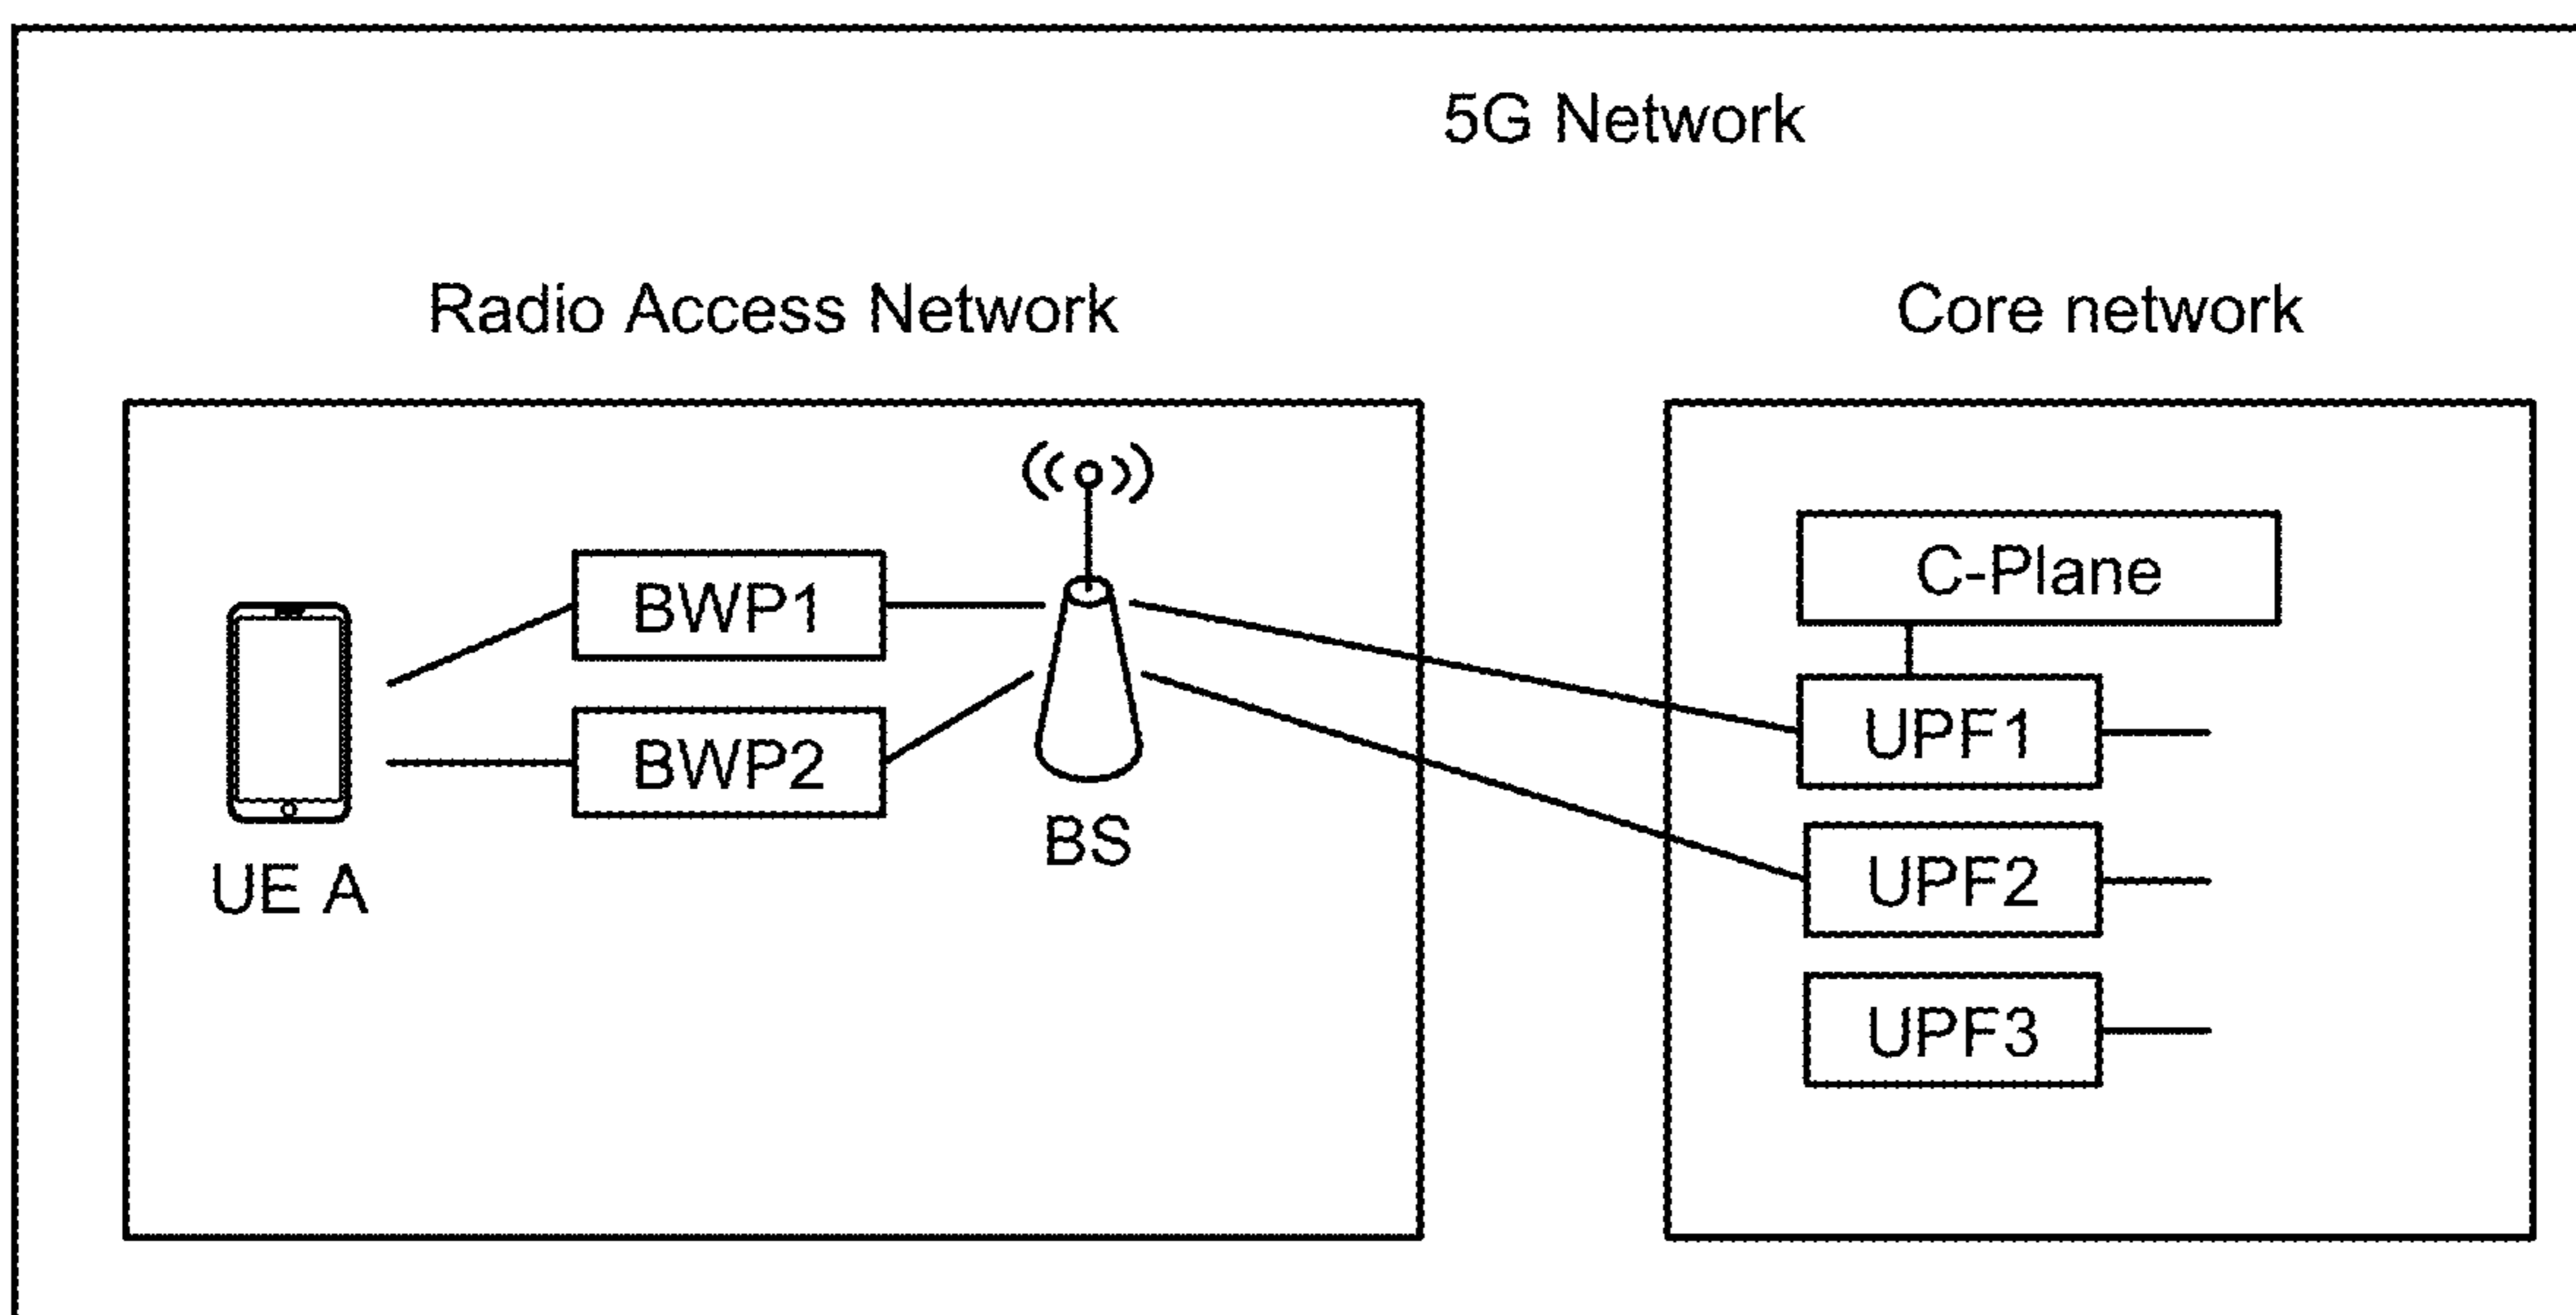 5G Network
Radio Access Network
Core network
C-Plane
BWP1
UPF1
BWP2
BS
UE A
UPF2
UPF3